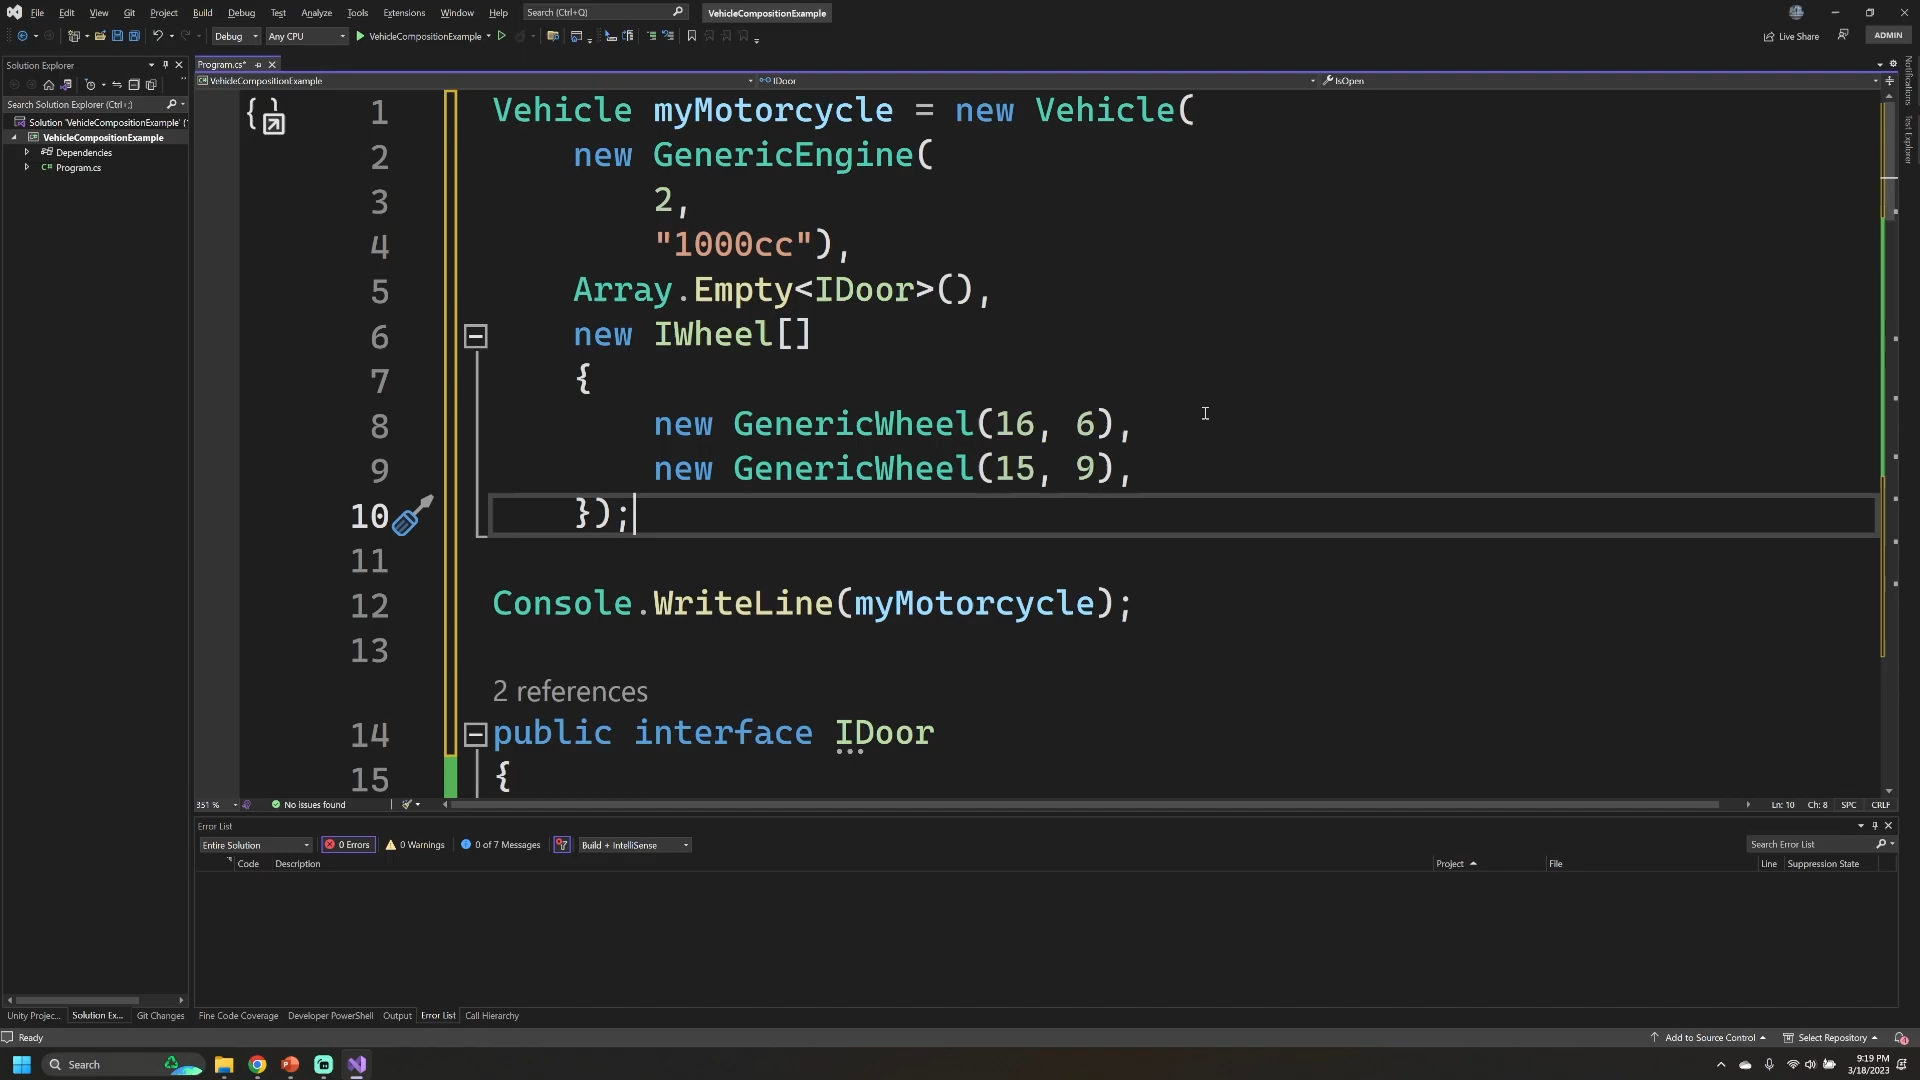 File Edit View Git Project Build Debug Test Analyze Tools Extensions Window Help Search (Ctrl+Q) VehicleCompositionExample
Debug Any CPU VehicleCompositionExample Live Share ADMIN
Solution Explorer
Program.cs*
VehicleCompositionExample IDoor IsOpen
Search Solution Explorer (Ctrl+;)
Solution 'VehicleCompositionExample' (
VehicleCompositionExample
Dependencies
C# Program.cs
1 Vehicle myMotorcycle = new Vehicle(
2 new GenericEngine(
3 2,
4 "1000cc"),
5 Array.Empty<IDoor>(),
6 new IWheel[]
7 {
8 new GenericWheel(16, 6),
9 new GenericWheel(15, 9),
10 });
11
12 Console.WriteLine(myMotorcycle);
13
2 references
14 public interface IDoor
15 {
351 % No issues found Ln: 10 Ch: 8 SPC CRLF
Error List
Entire Solution 0 Errors 0 Warnings 0 of 7 Messages Build + IntelliSense Search Error List
Code Description Project File Line Suppression State
Unity Projec... Solution Ex... Git Changes Fine Code Coverage Developer PowerShell Output Error List Call Hierarchy
Ready Add to Source Control Select Repository
Search
9:19 PM
3/18/2023
Notifications
Test Explorer